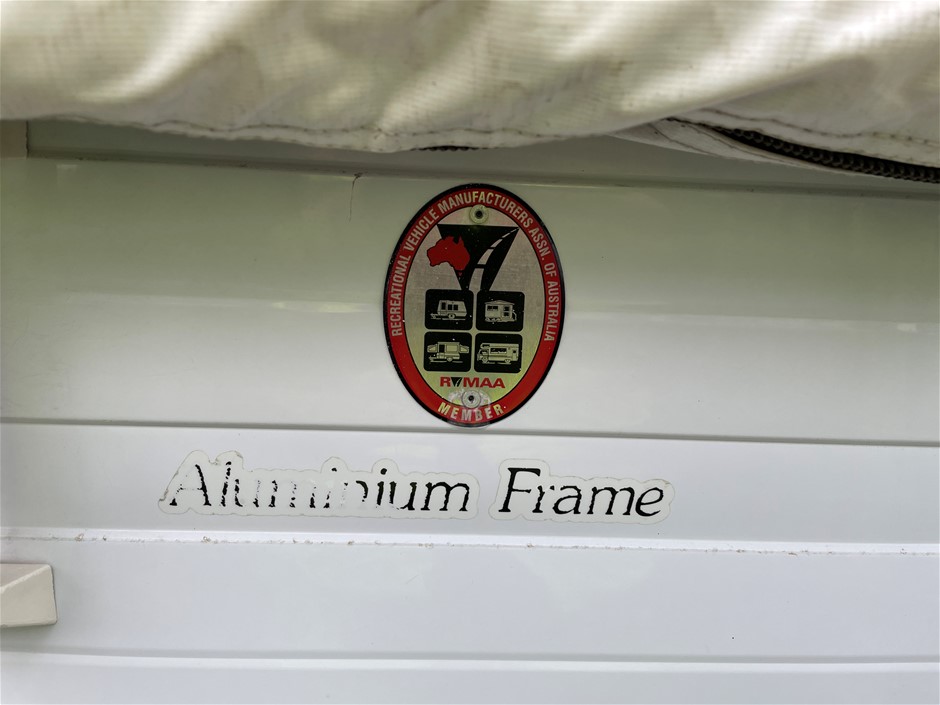 RECREATIONAL VEHICLE MANUFACTURERS ASSN. OF AUSTRALIA
RVMAA
MEMBER
Aluminium Frame